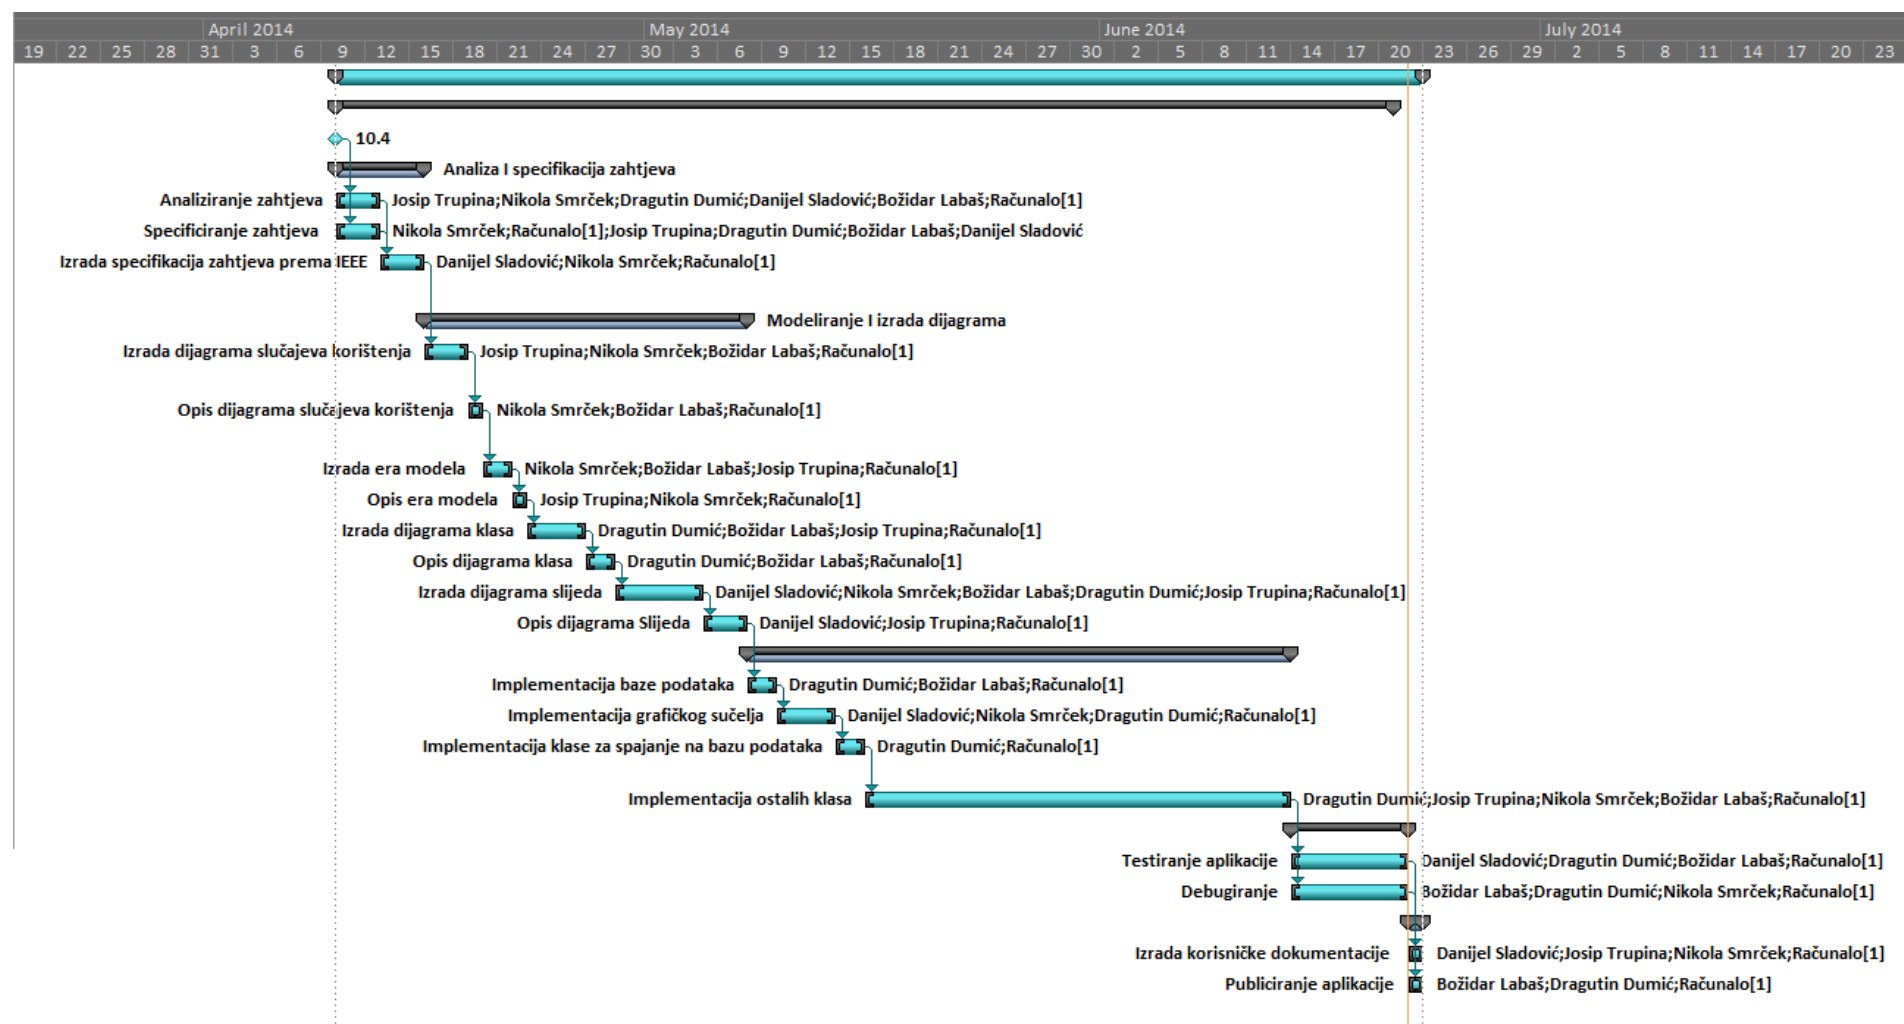 April 2014 May 2014 June 2014 July 2014
19 22 25 28 31 3 6 9 12 15 18 21 24 27 30 3 6 9 12 15 18 21 24 27 30 2 5 8 11 14 17 20 23 26 29 2 5 8 11 14 17 20 23
10.4
Analiza I specifikacija zahtjeva
Analiziranje zahtjeva Josip Trupina;Nikola Smrček;Dragutin Dumić;Danijel Sladović;Božidar Labaš;Računalo[1]
Specificiranje zahtjeva Nikola Smrček;Računalo[1];Josip Trupina;Dragutin Dumić;Božidar Labaš;Danijel Sladović
Izrada specifikacija zahtjeva prema IEEE Danijel Sladović;Nikola Smrček;Računalo[1]
Modeliranje I izrada dijagrama
Izrada dijagrama slučajeva korištenja Josip Trupina;Nikola Smrček;Božidar Labaš;Računalo[1]
Opis dijagrama slučajeva korištenja Nikola Smrček;Božidar Labaš;Računalo[1]
Izrada era modela Nikola Smrček;Božidar Labaš;Josip Trupina;Računalo[1]
Opis era modela Josip Trupina;Nikola Smrček;Računalo[1]
Izrada dijagrama klasa Dragutin Dumić;Božidar Labaš;Josip Trupina;Računalo[1]
Opis dijagrama klasa Dragutin Dumić;Božidar Labaš;Računalo[1]
Izrada dijagrama slijeda Danijel Sladović;Nikola Smrček;Božidar Labaš;Dragutin Dumić;Josip Trupina;Računalo[1]
Opis dijagrama Slijeda Danijel Sladović;Josip Trupina;Računalo[1]
Implementacija baze podataka Dragutin Dumić;Božidar Labaš;Računalo[1]
Implementacija grafičkog sučelja Danijel Sladović;Nikola Smrček;Dragutin Dumić;Računalo[1]
Implementacija klase za spajanje na bazu podataka Dragutin Dumić;Računalo[1]
Implementacija ostalih klasa Dragutin Dumić;Josip Trupina;Nikola Smrček;Božidar Labaš;Računalo[1]
Testiranje aplikacije Danijel Sladović;Dragutin Dumić;Božidar Labaš;Računalo[1]
Debugiranje Božidar Labaš;Dragutin Dumić;Nikola Smrček;Računalo[1]
Izrada korisničke dokumentacije Danijel Sladović;Josip Trupina;Nikola Smrček;Računalo[1]
Publiciranje aplikacije Božidar Labaš;Dragutin Dumić;Računalo[1]